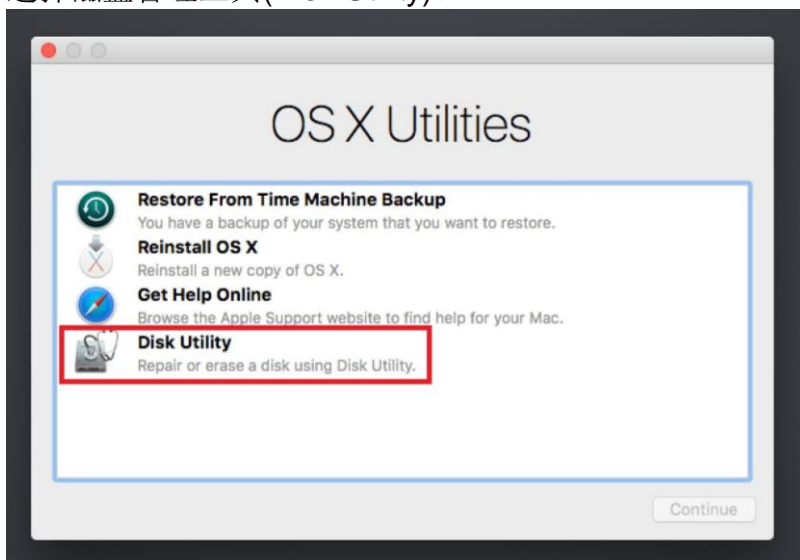 OS X Utilities
Restore From Time Machine Backup
You have a backup of your system that you want to restore.
Reinstall OS X
Reinstall a new copy of OS X.
Get Help Online
Browse the Apple Support website to find help for your Mac.
Disk Utility
Repair or erase a disk using Disk Utility.
Continue